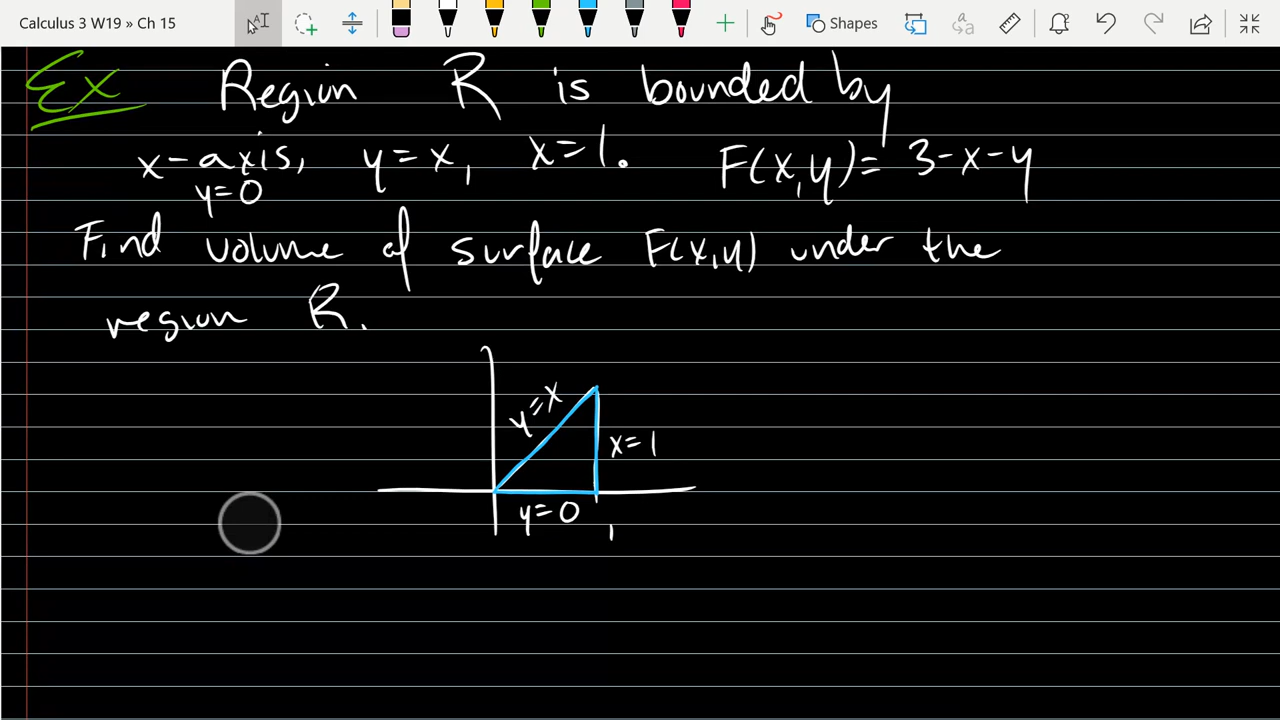 Calculus 3 W19 » Ch 15
Shapes
Ex Region R is bounded by
x-axis, y=x, x=1. F(x,y)= 3-x-y
y=0
Find volume of surface F(x,y) under the
region R.
y=x
x=1
y=0
1